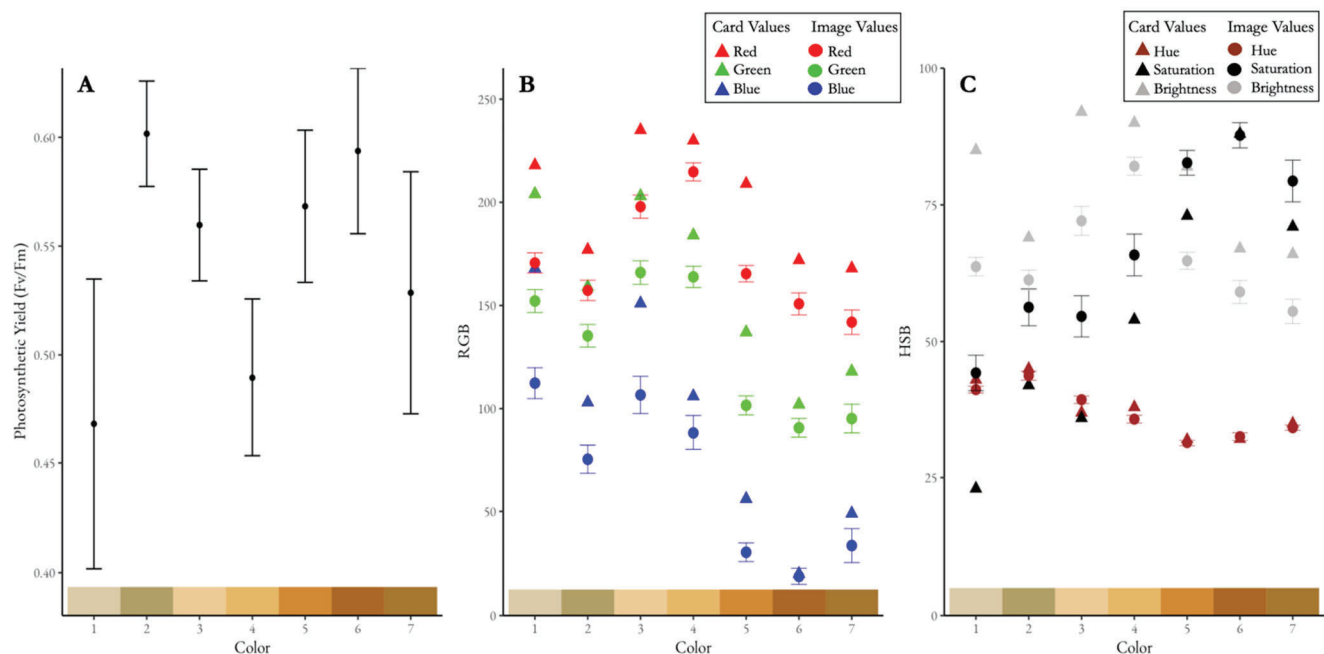 Card Values Image Values
Red Red
Green Green
Blue Blue
Card Values Image Values
Hue Hue
Saturation Saturation
Brightness Brightness
A
0.60
0.55
0.50
0.45
0.40
Photosynthetic Yield (Fv/Fm)
1 2 3 4 5 6 7
Color
B
250
200
150
100
50
0
RGB
1 2 3 4 5 6 7
Color
C
100
75
50
25
0
HSB
1 2 3 4 5 6 7
Color